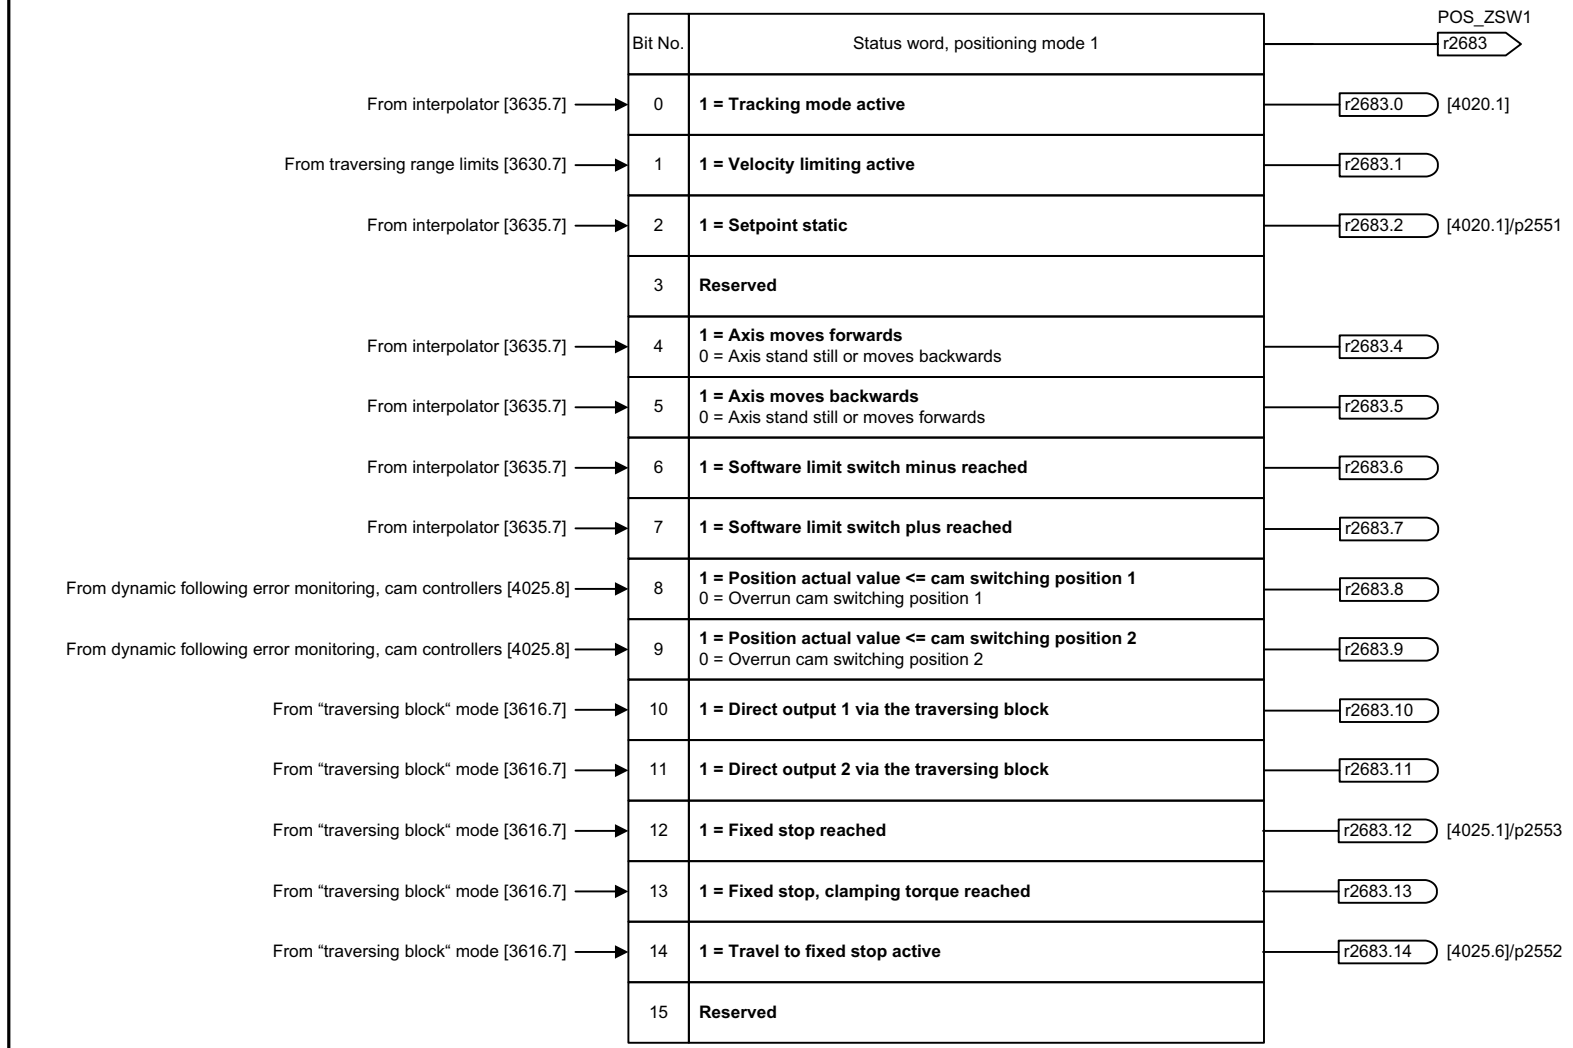 POS_ZSW1
Bit No. Status word, positioning mode 1 r2683
From interpolator [3635.7] 0 1 = Tracking mode active r2683.0 [4020.1]
From traversing range limits [3630.7] 1 1 = Velocity limiting active r2683.1
From interpolator [3635.7] 2 1 = Setpoint static r2683.2 [4020.1]/p2551
3 Reserved
From interpolator [3635.7] 4 1 = Axis moves forwards r2683.4
0 = Axis stand still or moves backwards
From interpolator [3635.7] 5 1 = Axis moves backwards r2683.5
0 = Axis stand still or moves forwards
From interpolator [3635.7] 6 1 = Software limit switch minus reached r2683.6
From interpolator [3635.7] 7 1 = Software limit switch plus reached r2683.7
From dynamic following error monitoring, cam controllers [4025.8] 8 1 = Position actual value <= cam switching position 1 r2683.8
0 = Overrun cam switching position 1
From dynamic following error monitoring, cam controllers [4025.8] 9 1 = Position actual value <= cam switching position 2 r2683.9
0 = Overrun cam switching position 2
From “traversing block“ mode [3616.7] 10 1 = Direct output 1 via the traversing block r2683.10
From “traversing block“ mode [3616.7] 11 1 = Direct output 2 via the traversing block r2683.11
From “traversing block“ mode [3616.7] 12 1 = Fixed stop reached r2683.12 [4025.1]/p2553
From “traversing block“ mode [3616.7] 13 1 = Fixed stop, clamping torque reached r2683.13
From “traversing block“ mode [3616.7] 14 1 = Travel to fixed stop active r2683.14 [4025.6]/p2552
15 Reserved